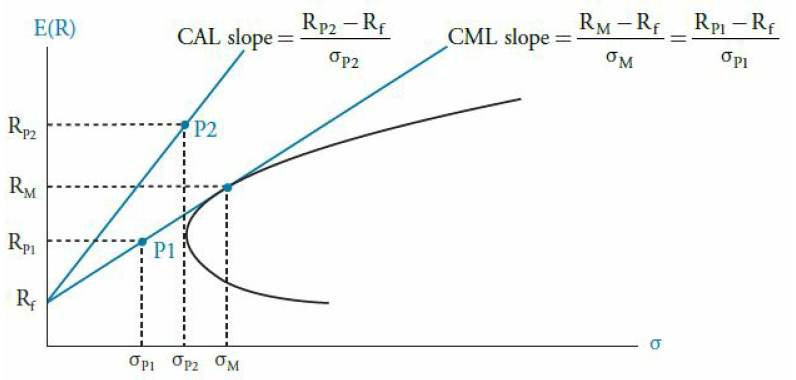 E(R)
CAL slope = (R_P2 − R_f) / σ_P2
CML slope = (R_M − R_f) / σ_M = (R_P1 − R_f) / σ_P1
R_P2
P2
R_M
R_P1
P1
R_f
σ
σ_P1 σ_P2 σ_M